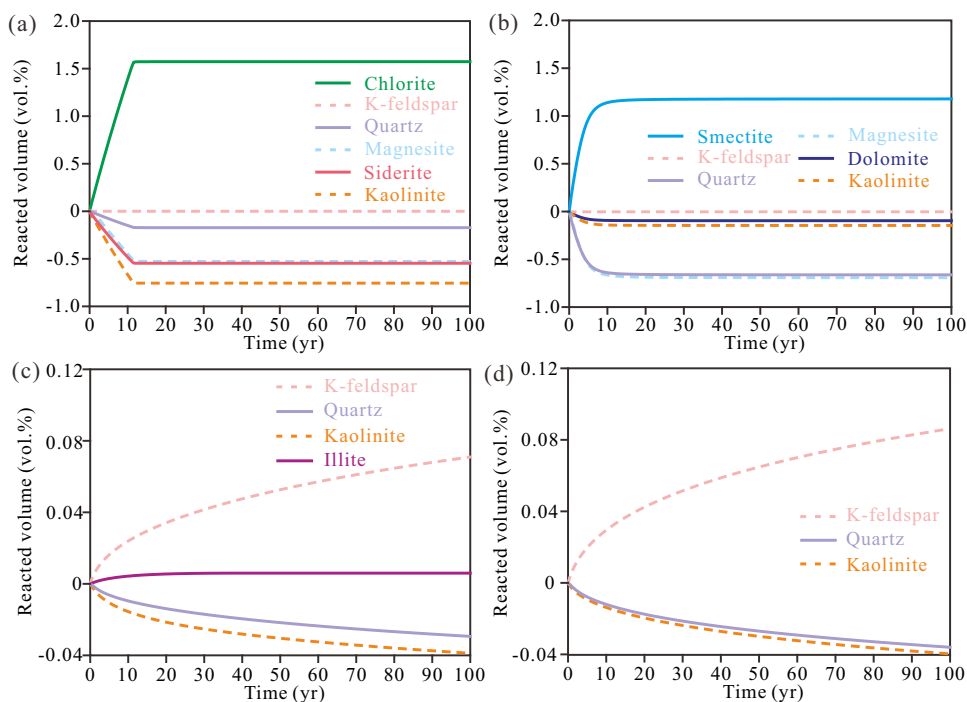 (a)
2.0
1.5
1.0
0.5
0
-0.5
-1.0
Reacted volume (vol.%)
Chlorite
K-feldspar
Quartz
Magnesite
Siderite
Kaolinite
0 10 20 30 40 50 60 70 80 90 100
Time (yr)
(b)
2.0
1.5
1.0
0.5
0
-0.5
-1.0
Reacted volume (vol.%)
Smectite Magnesite
K-feldspar Dolomite
Quartz Kaolinite
0 10 20 30 40 50 60 70 80 90 100
Time (yr)
(c)
0.12
0.08
0.04
0
-0.04
Reacted volume (vol.%)
K-feldspar
Quartz
Kaolinite
Illite
0 10 20 30 40 50 60 70 80 90 100
Time (yr)
(d)
0.12
0.08
0.04
0
-0.04
Reacted volume (vol.%)
K-feldspar
Quartz
Kaolinite
0 10 20 30 40 50 60 70 80 90 100
Time (yr)